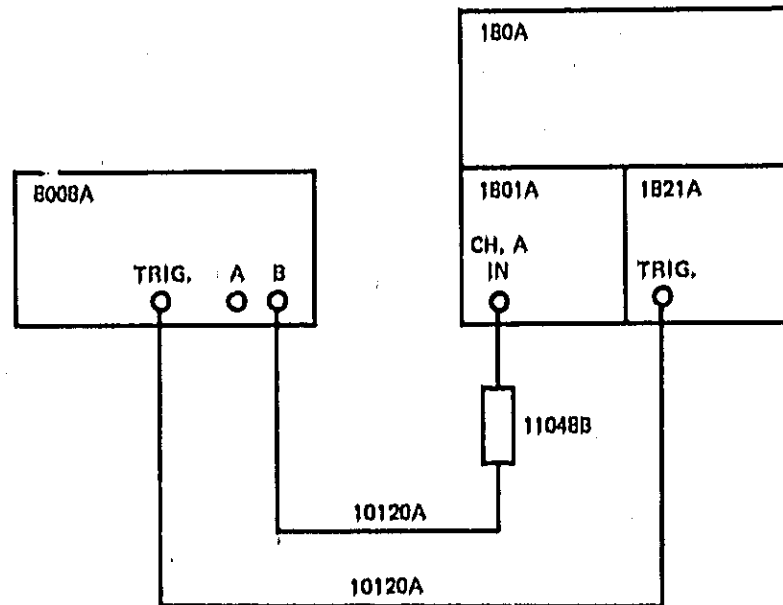 180A
8008A
1801A
1821A
CH, A
IN
TRIG.
A
B
TRIG.
11048B
10120A
10120A